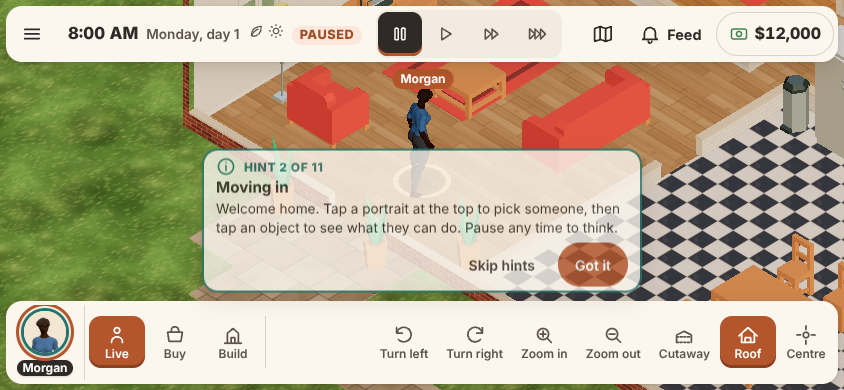 8:00 AM Monday, day 1 PAUSED Feed $12,000
Morgan
HINT 2 OF 11
Moving in
Welcome home. Tap a portrait at the top to pick someone, then
tap an object to see what they can do. Pause any time to think.
Skip hints Got it
Morgan Live Buy Build Turn left Turn right Zoom in Zoom out Cutaway Roof Centre